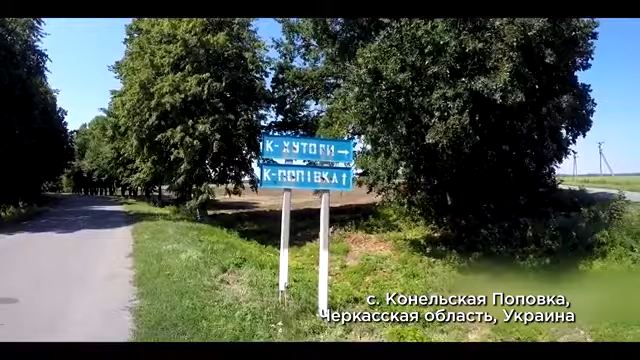 К-ХУТОРИ→
К-ПОПІВКА↑
с. Конельская Поповка,
Черкасская область, Украина